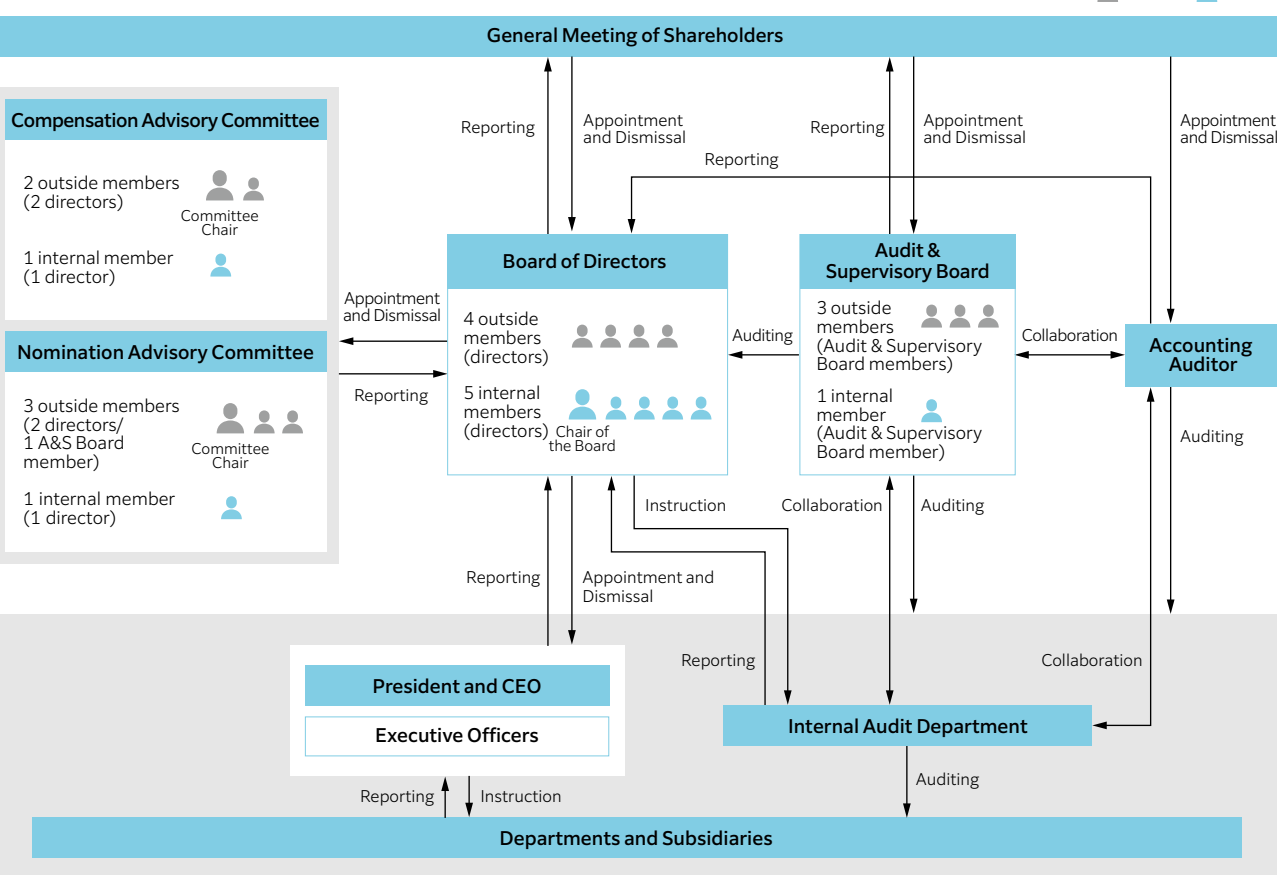 General Meeting of Shareholders
Compensation Advisory Committee
2 outside members
(2 directors)
Committee
Chair
1 internal member
(1 director)
Nomination Advisory Committee
3 outside members
(2 directors/
1 A&S Board
member)
Committee
Chair
1 internal member
(1 director)
Reporting
Appointment
and Dismissal
Reporting
Appointment
and Dismissal
Appointment
and Dismissal
Reporting
Appointment
and Dismissal
Reporting
Board of Directors
4 outside
members
(directors)
5 internal
members
(directors)
Chair of
the Board
Auditing
Audit &
Supervisory Board
3 outside
members
(Audit & Supervisory
Board members)
1 internal
member
(Audit & Supervisory
Board member)
Collaboration
Accounting
Auditor
Auditing
Instruction
Collaboration
Auditing
Reporting
Appointment and
Dismissal
Reporting
Collaboration
President and CEO
Executive Officers
Internal Audit Department
Reporting
Instruction
Auditing
Departments and Subsidiaries